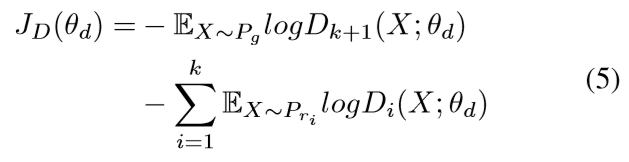 J_D(θ_d) = − 𝔼_{X∼P_g} logD_{k+1}(X; θ_d)
− ∑_{i=1}^{k} 𝔼_{X∼P_{r_i}} logD_i(X; θ_d) (5)